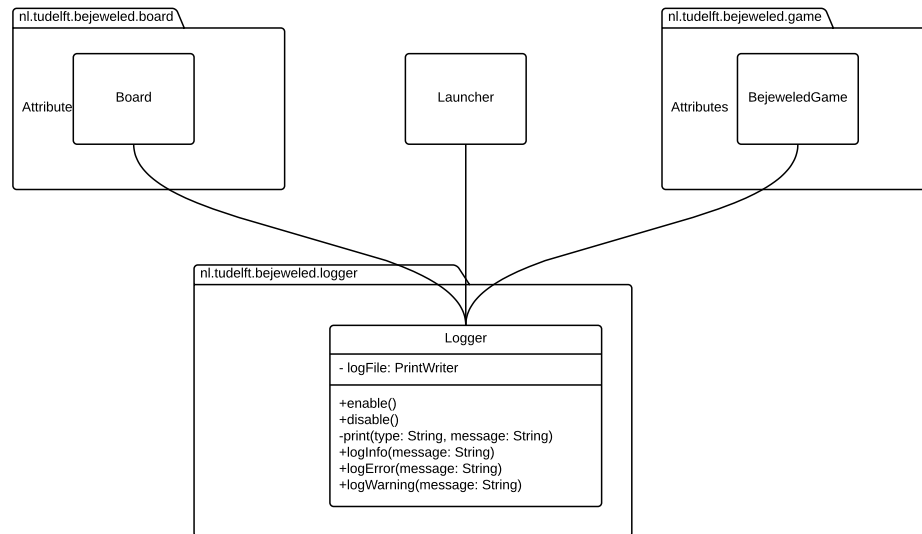 nl.tudelft.bejeweled.board
nl.tudelft.bejeweled.game
Attribute
Board
Launcher
Attributes
BejeweledGame
nl.tudelft.bejeweled.logger
Logger
- logFile: PrintWriter
+enable()
+disable()
-print(type: String, message: String)
+logInfo(message: String)
+logError(message: String)
+logWarning(message: String)